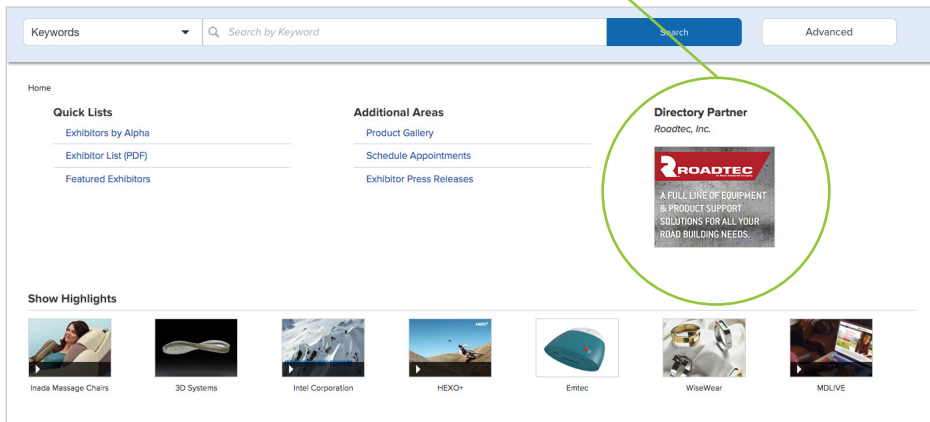 Keywords
Search by Keyword
Search
Advanced
Home
Quick Lists
Exhibitors by Alpha
Exhibitor List (PDF)
Featured Exhibitors
Additional Areas
Product Gallery
Schedule Appointments
Exhibitor Press Releases
Directory Partner
Roadtec, Inc.
ROADTEC
A FULL LINE OF EQUIPMENT
& PRODUCT SUPPORT
SOLUTIONS FOR ALL YOUR
ROAD BUILDING NEEDS.
Show Highlights
HEXO+
Inada Massage Chairs
3D Systems
Intel Corporation
HEXO+
Emtec
WiseWear
MDLIVE